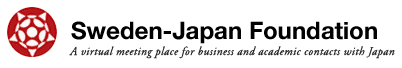 Sweden-Japan Foundation
A virtual meeting place for business and academic contacts with Japan